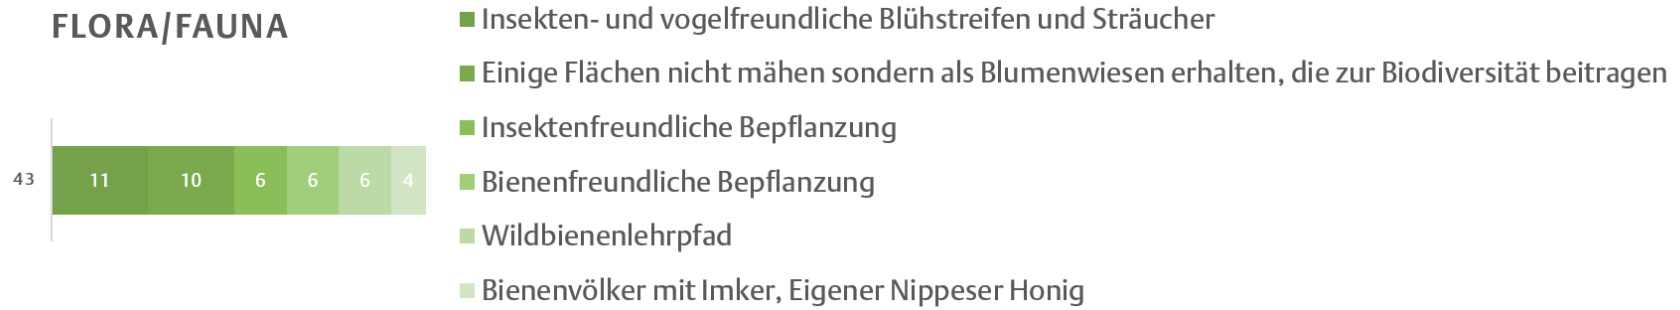 FLORA/FAUNA
43
11 10 6 6 6 4
Insekten- und vogelfreundliche Blühstreifen und Sträucher
Einige Flächen nicht mähen sondern als Blumenwiesen erhalten, die zur Biodiversität beitragen
Insektenfreundliche Bepflanzung
Bienenfreundliche Bepflanzung
Wildbienenlehrpfad
Bienenvölker mit Imker, Eigener Nippeser Honig